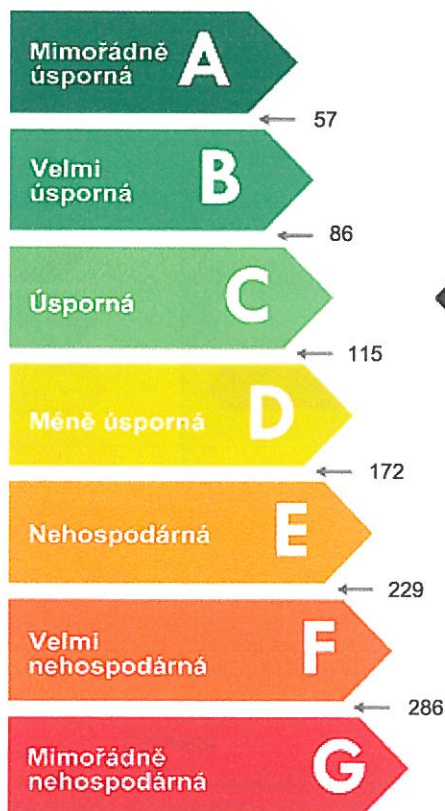 Mimořádně
úsporná
A
57
Velmi
úsporná
B
86
Úsporná
C
115
Méně úsporná
D
172
Nehospodárná
E
229
Velmi
nehospodárná
F
286
Mimořádně
nehospodárná
G